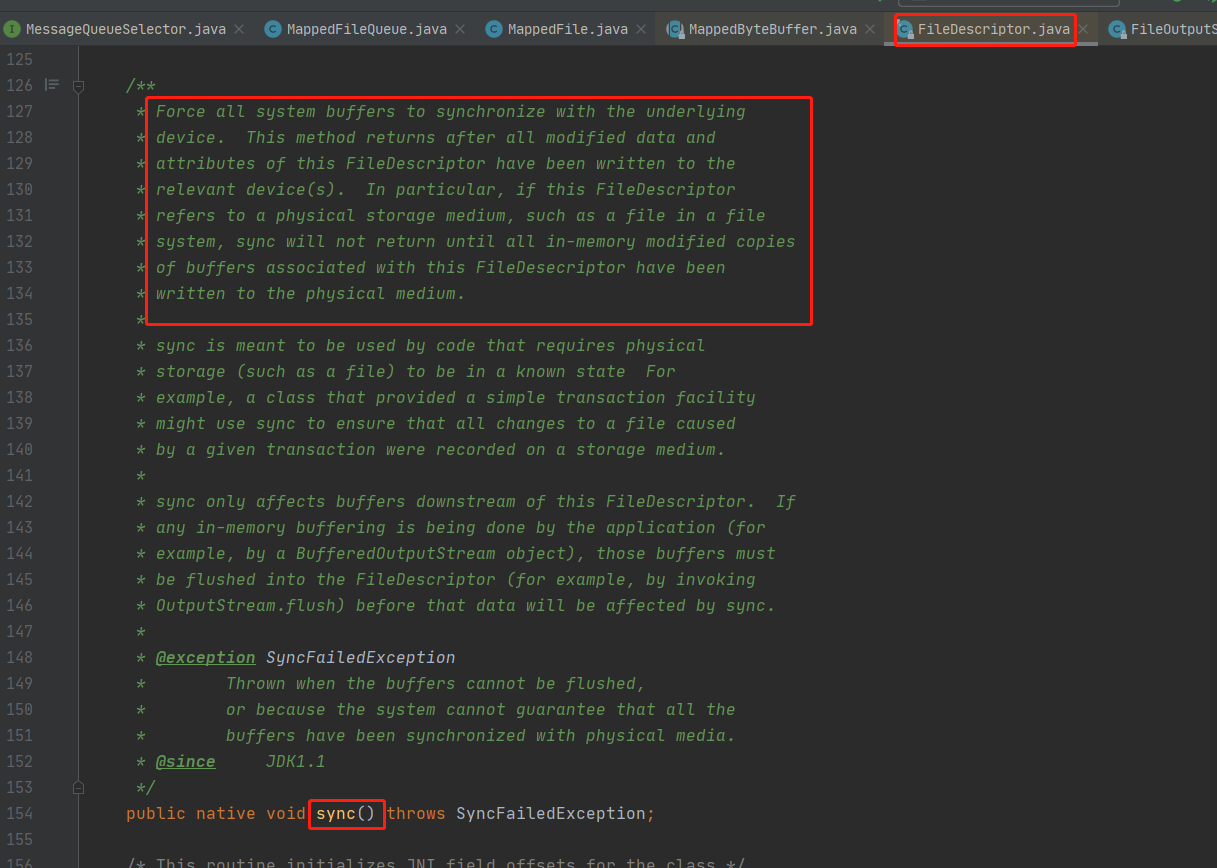 MessageQueueSelector.java MappedFileQueue.java MappedFile.java MappedByteBuffer.java FileDescriptor.java FileOutputS
125
126 /**
127 * Force all system buffers to synchronize with the underlying
128 * device.  This method returns after all modified data and
129 * attributes of this FileDescriptor have been written to the
130 * relevant device(s).  In particular, if this FileDescriptor
131 * refers to a physical storage medium, such as a file in a file
132 * system, sync will not return until all in-memory modified copies
133 * of buffers associated with this FileDesecriptor have been
134 * written to the physical medium.
135 *
136 * sync is meant to be used by code that requires physical
137 * storage (such as a file) to be in a known state  For
138 * example, a class that provided a simple transaction facility
139 * might use sync to ensure that all changes to a file caused
140 * by a given transaction were recorded on a storage medium.
141 *
142 * sync only affects buffers downstream of this FileDescriptor.  If
143 * any in-memory buffering is being done by the application (for
144 * example, by a BufferedOutputStream object), those buffers must
145 * be flushed into the FileDescriptor (for example, by invoking
146 * OutputStream.flush) before that data will be affected by sync.
147 *
148 * @exception SyncFailedException
149 *        Thrown when the buffers cannot be flushed,
150 *        or because the system cannot guarantee that all the
151 *        buffers have been synchronized with physical media.
152 * @since     JDK1.1
153 */
154 public native void sync() throws SyncFailedException;
155
156 /* This routine initializes JNI field offsets for the class */